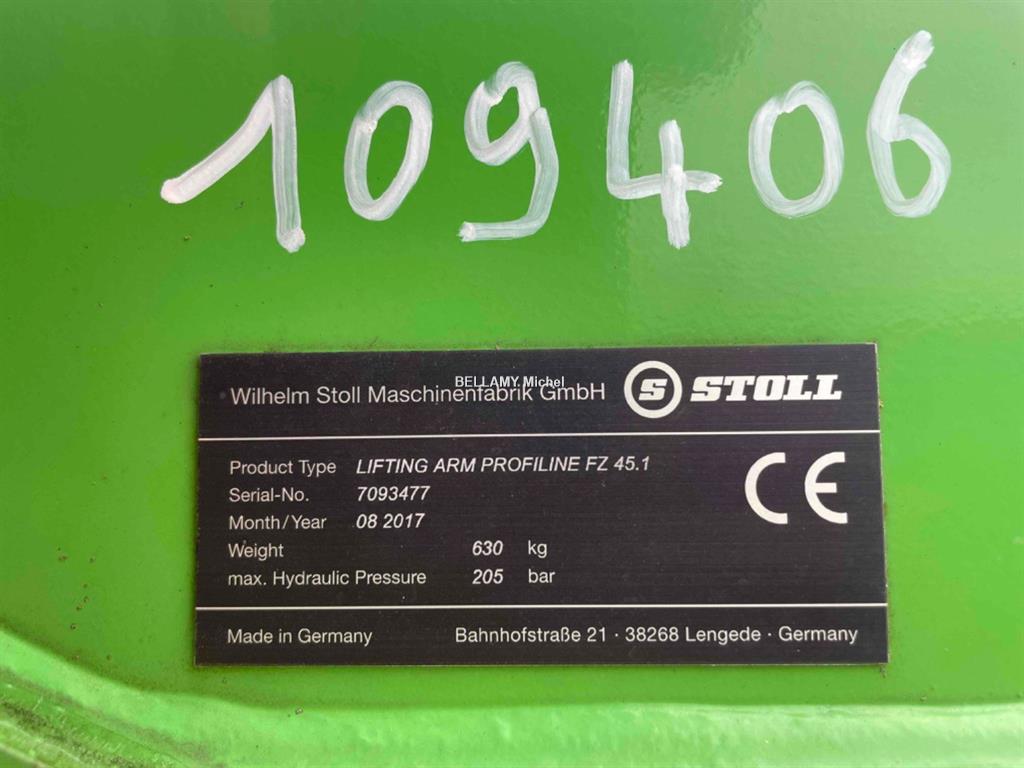 109406
Wilhelm Stoll Maschinenfabrik GmbH S STOLL
BELLAMY Michel
Product Type LIFTING ARM PROFILINE FZ 45.1
Serial-No. 7093477
Month/Year 08 2017
Weight 630 kg
max. Hydraulic Pressure 205 bar
CE
Made in Germany Bahnhofstraße 21 · 38268 Lengede · Germany